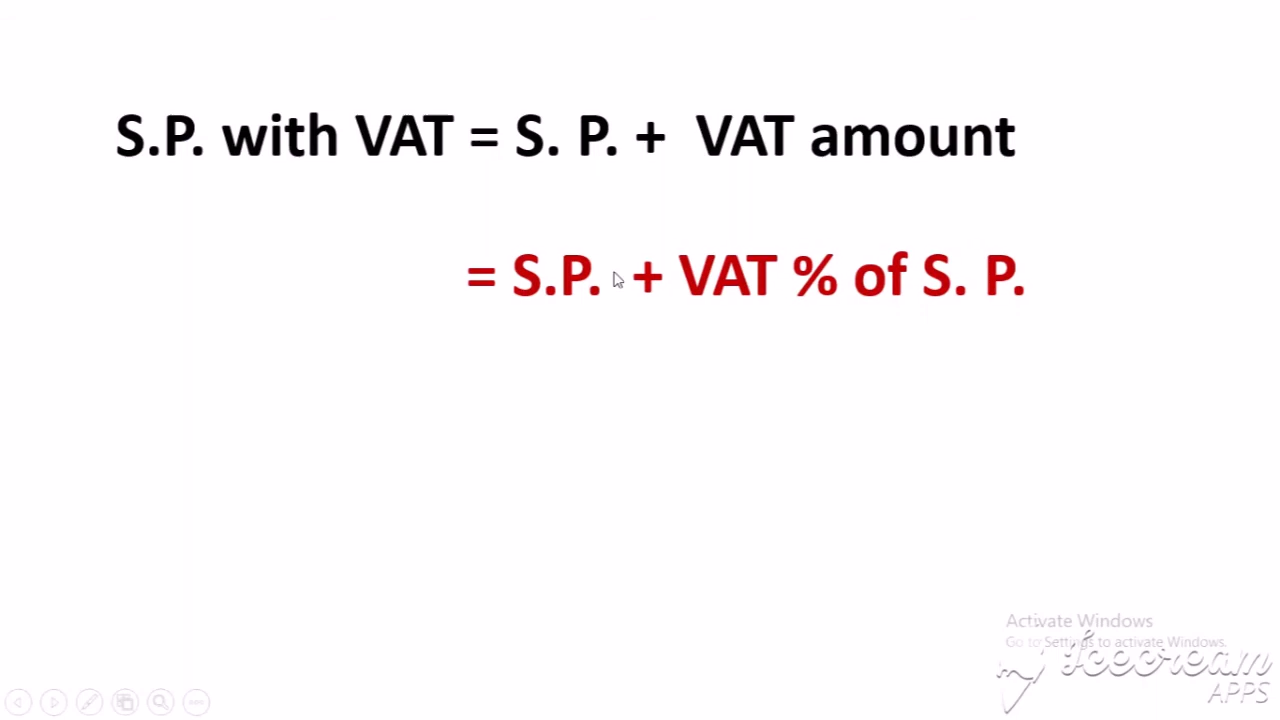 S.P. with VAT = S. P. + VAT amount
= S.P. + VAT % of S. P.
Activate Windows
Go to Settings to activate Windows.
Icecream
APPS